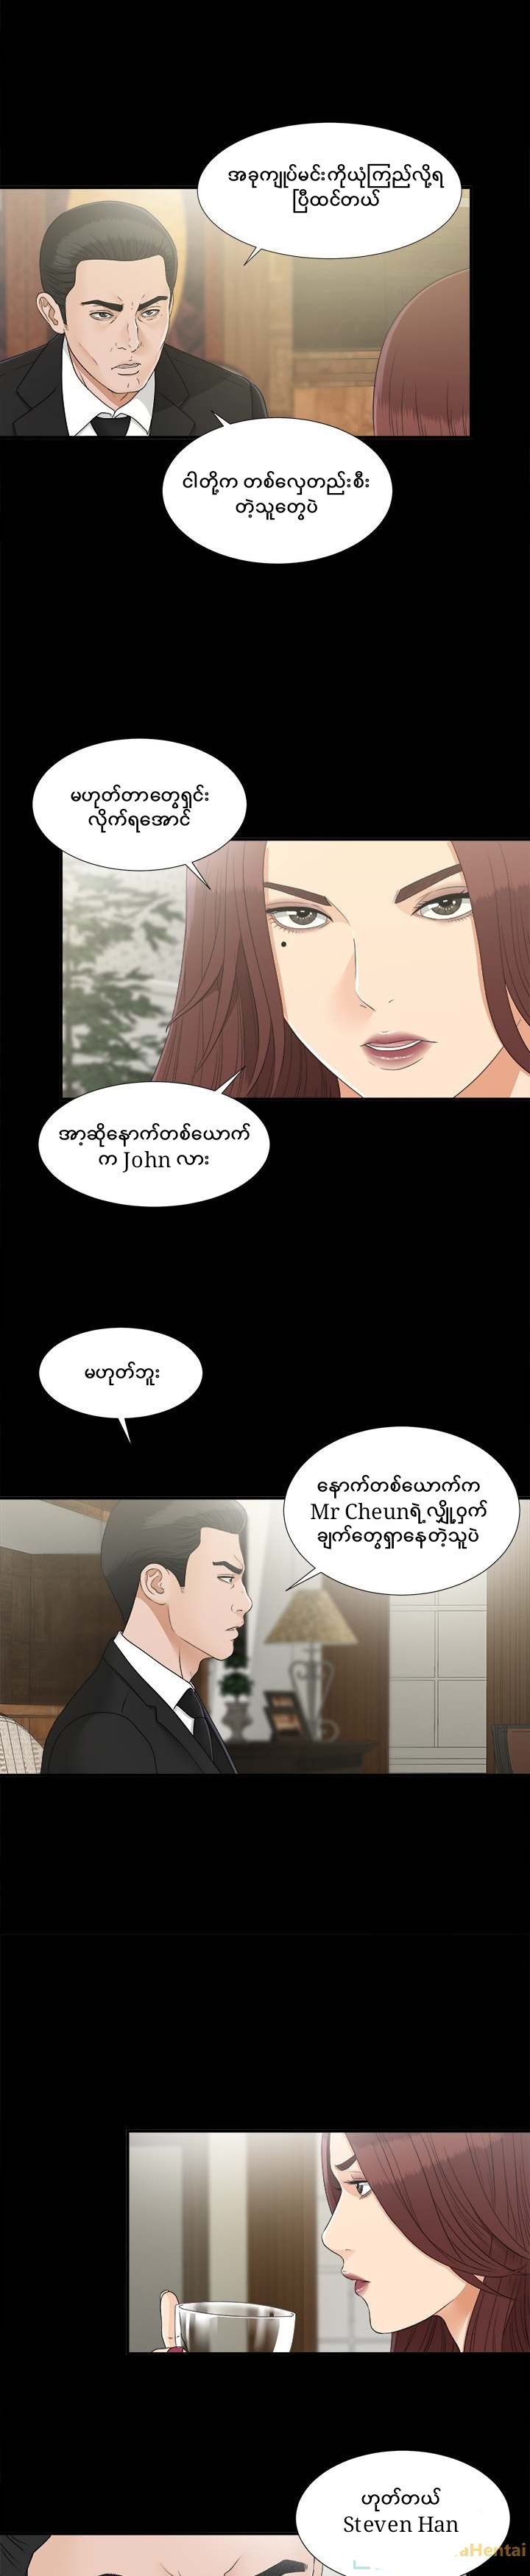 အခုကျုပ်မင်းကိုယုံကြည်လို့ရ
ပြီထင်တယ်
ငါတို့က တစ်လှေတည်းစီး
တဲ့သူတွေပဲ
မဟုတ်တာတွေရှင်း
လိုက်ရအောင်
အာ့ဆိုနောက်တစ်ယောက်
က John လား
မဟုတ်ဘူး
နောက်တစ်ယောက်က
Mr Cheunရဲ့လျှို့ဝှက်
ချက်တွေရှာနေတဲ့သူပဲ
ဟုတ်တယ်
Steven Han
aHentai